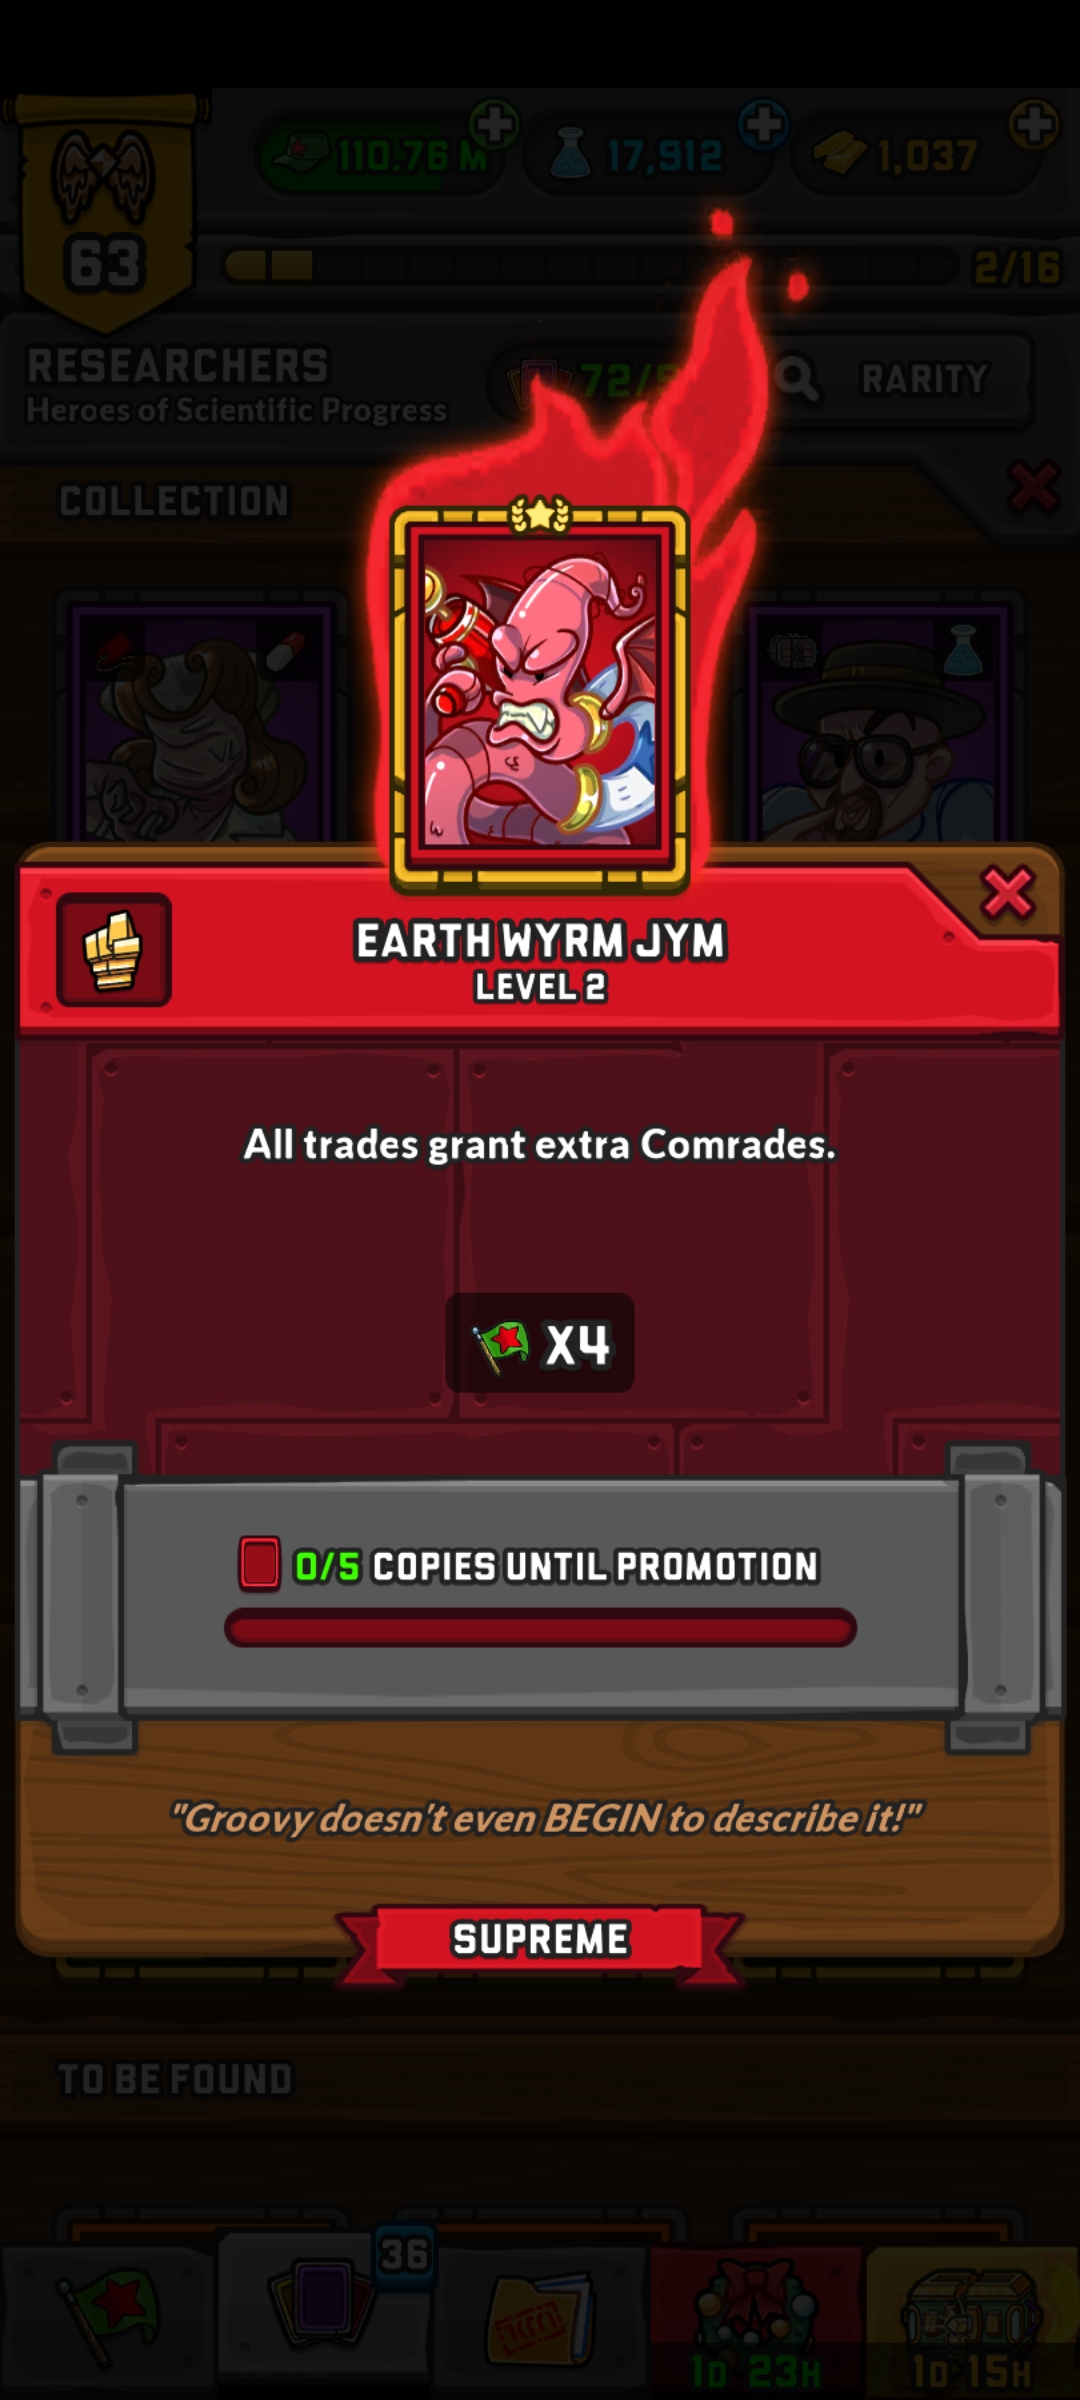 110.76 M
17,912
1,037
63
2/16
RESEARCHERS
Heroes of Scientific Progress
RARITY
COLLECTION
EARTH WYRM JYM
LEVEL 2
All trades grant extra Comrades.
X4
0/5 COPIES UNTIL PROMOTION
"Groovy doesn't even BEGIN to describe it!"
SUPREME
TO BE FOUND
36
1D 23H
1D 15H